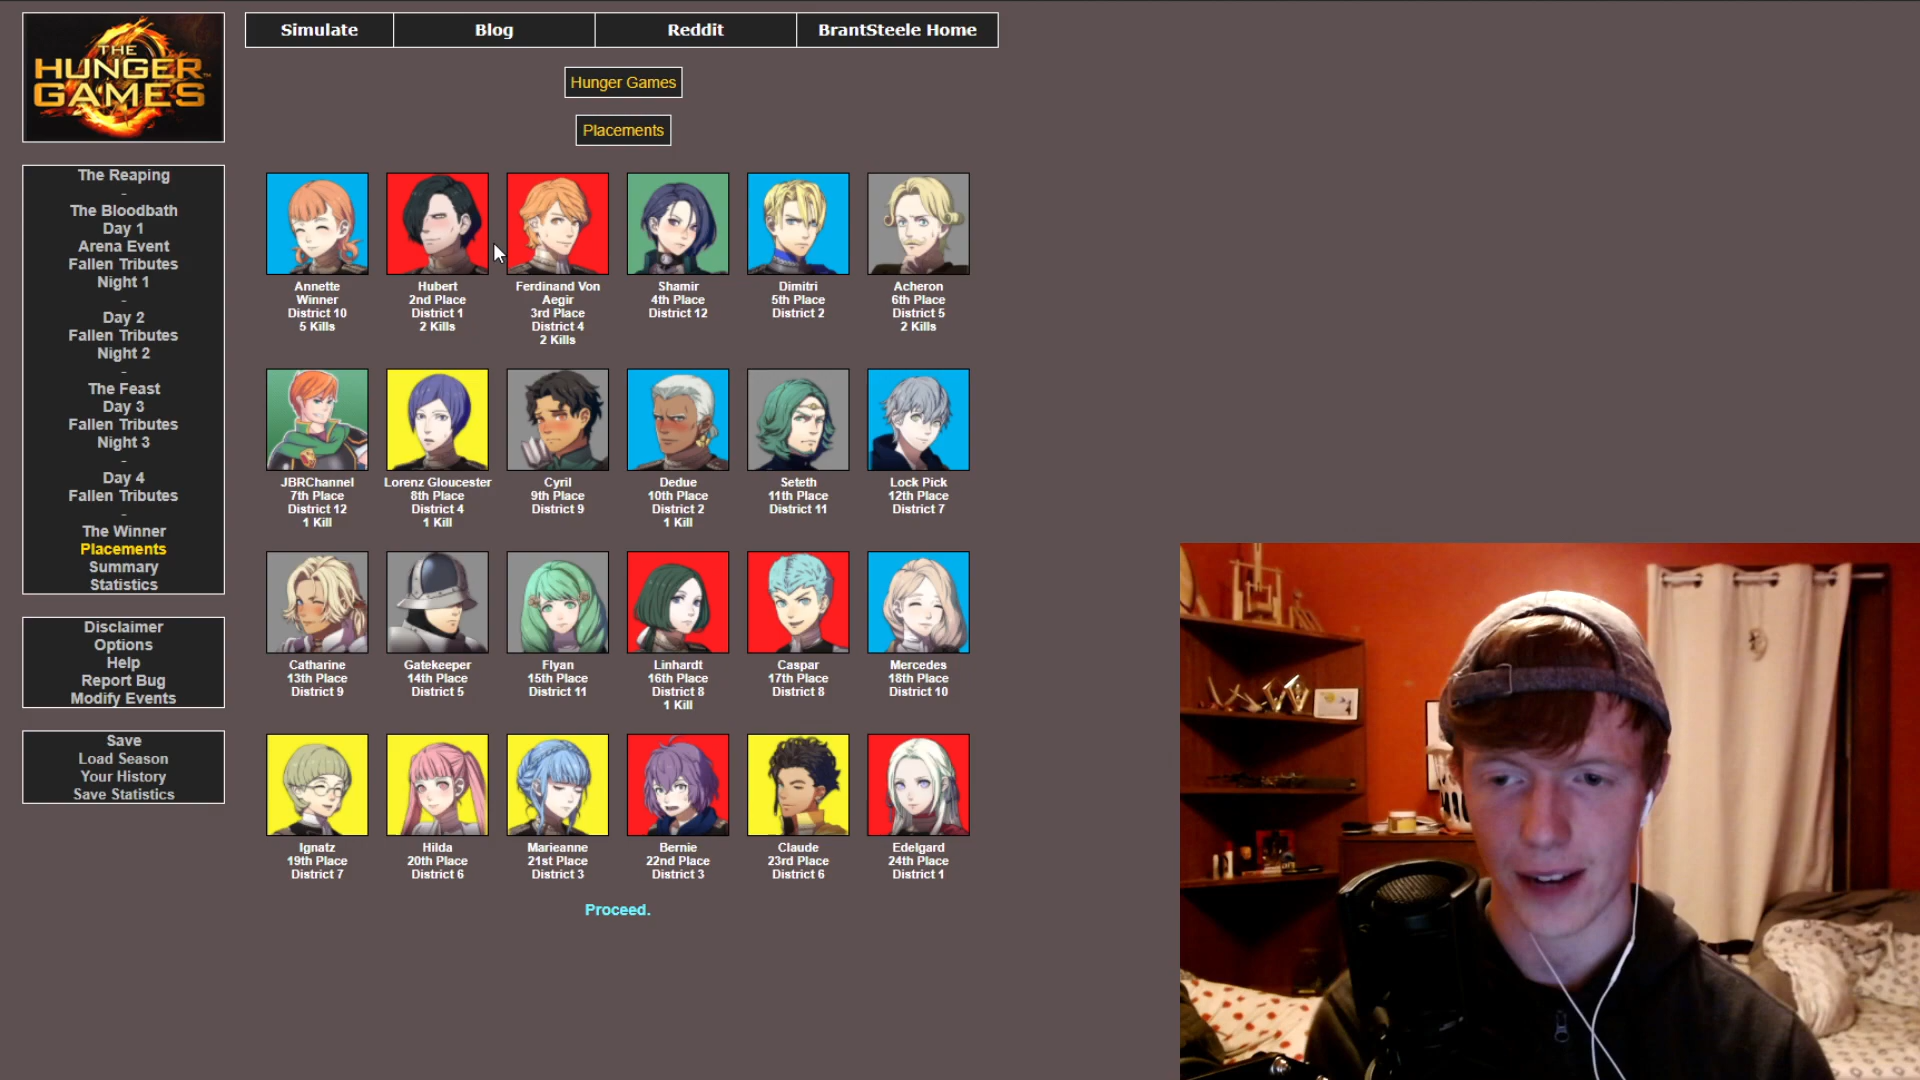 THE
HUNGER
GAMES
Simulate
Blog
Reddit
BrantSteele Home
Hunger Games
Placements
The Reaping
-
The Bloodbath
Day 1
Arena Event
Fallen Tributes
Night 1
-
Day 2
Fallen Tributes
Night 2
-
The Feast
Day 3
Fallen Tributes
Night 3
-
Day 4
Fallen Tributes
-
The Winner
Placements
Summary
Statistics
Disclaimer
Options
Help
Report Bug
Modify Events
Save
Load Season
Your History
Save Statistics
Annette
Winner
District 10
5 Kills
Hubert
2nd Place
District 1
2 Kills
Ferdinand Von
Aegir
3rd Place
District 4
2 Kills
Shamir
4th Place
District 12
Dimitri
5th Place
District 2
Acheron
6th Place
District 5
2 Kills
JBRChannel
7th Place
District 12
1 Kill
Lorenz Gloucester
8th Place
District 4
1 Kill
Cyril
9th Place
District 9
Dedue
10th Place
District 2
1 Kill
Seteth
11th Place
District 11
Lock Pick
12th Place
District 7
Catharine
13th Place
District 9
Gatekeeper
14th Place
District 5
Flyan
15th Place
District 11
Linhardt
16th Place
District 8
1 Kill
Caspar
17th Place
District 8
Mercedes
18th Place
District 10
Ignatz
19th Place
District 7
Hilda
20th Place
District 6
Marieanne
21st Place
District 3
Bernie
22nd Place
District 3
Claude
23rd Place
District 6
Edelgard
24th Place
District 1
Proceed.